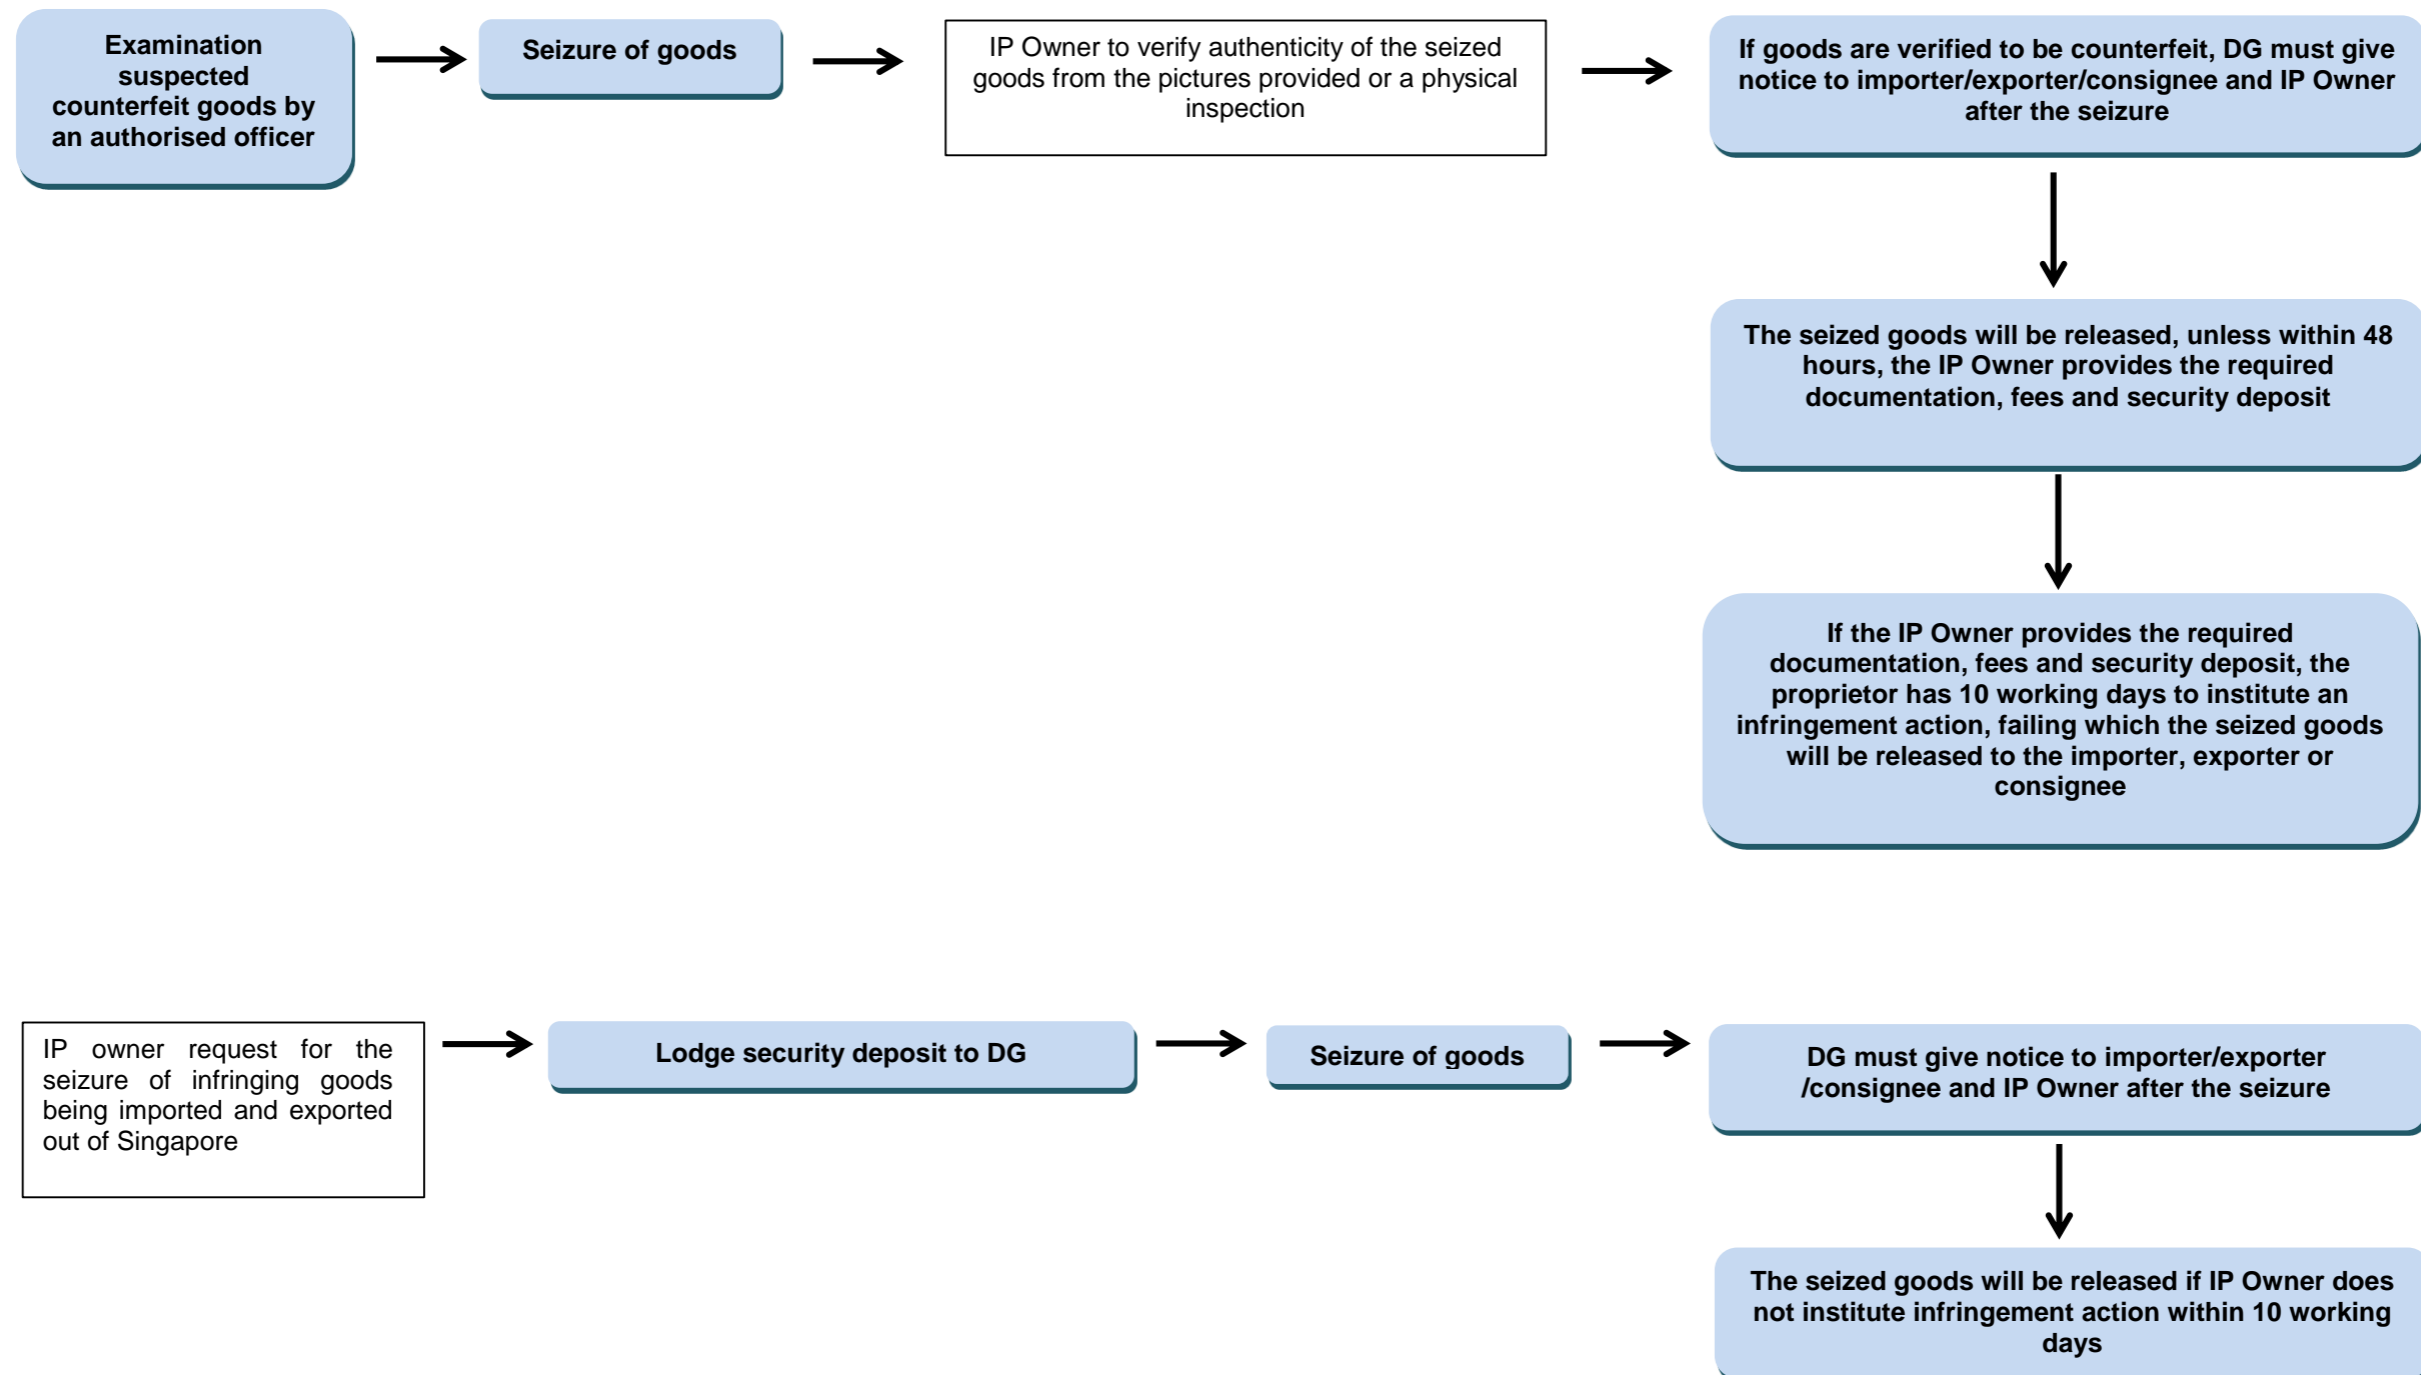 Examination
suspected
counterfeit goods by
an authorised officer
Seizure of goods
IP Owner to verify authenticity of the seized
goods from the pictures provided or a physical
inspection
If goods are verified to be counterfeit, DG must give
notice to importer/exporter/consignee and IP Owner
after the seizure
The seized goods will be released, unless within 48
hours, the IP Owner provides the required
documentation, fees and security deposit
If the IP Owner provides the required
documentation, fees and security deposit, the
proprietor has 10 working days to institute an
infringement action, failing which the seized goods
will be released to the importer, exporter or
consignee
IP owner request for the
seizure of infringing goods
being imported and exported
out of Singapore
Lodge security deposit to DG
Seizure of goods
DG must give notice to importer/exporter
/consignee and IP Owner after the seizure
The seized goods will be released if IP Owner does
not institute infringement action within 10 working
days